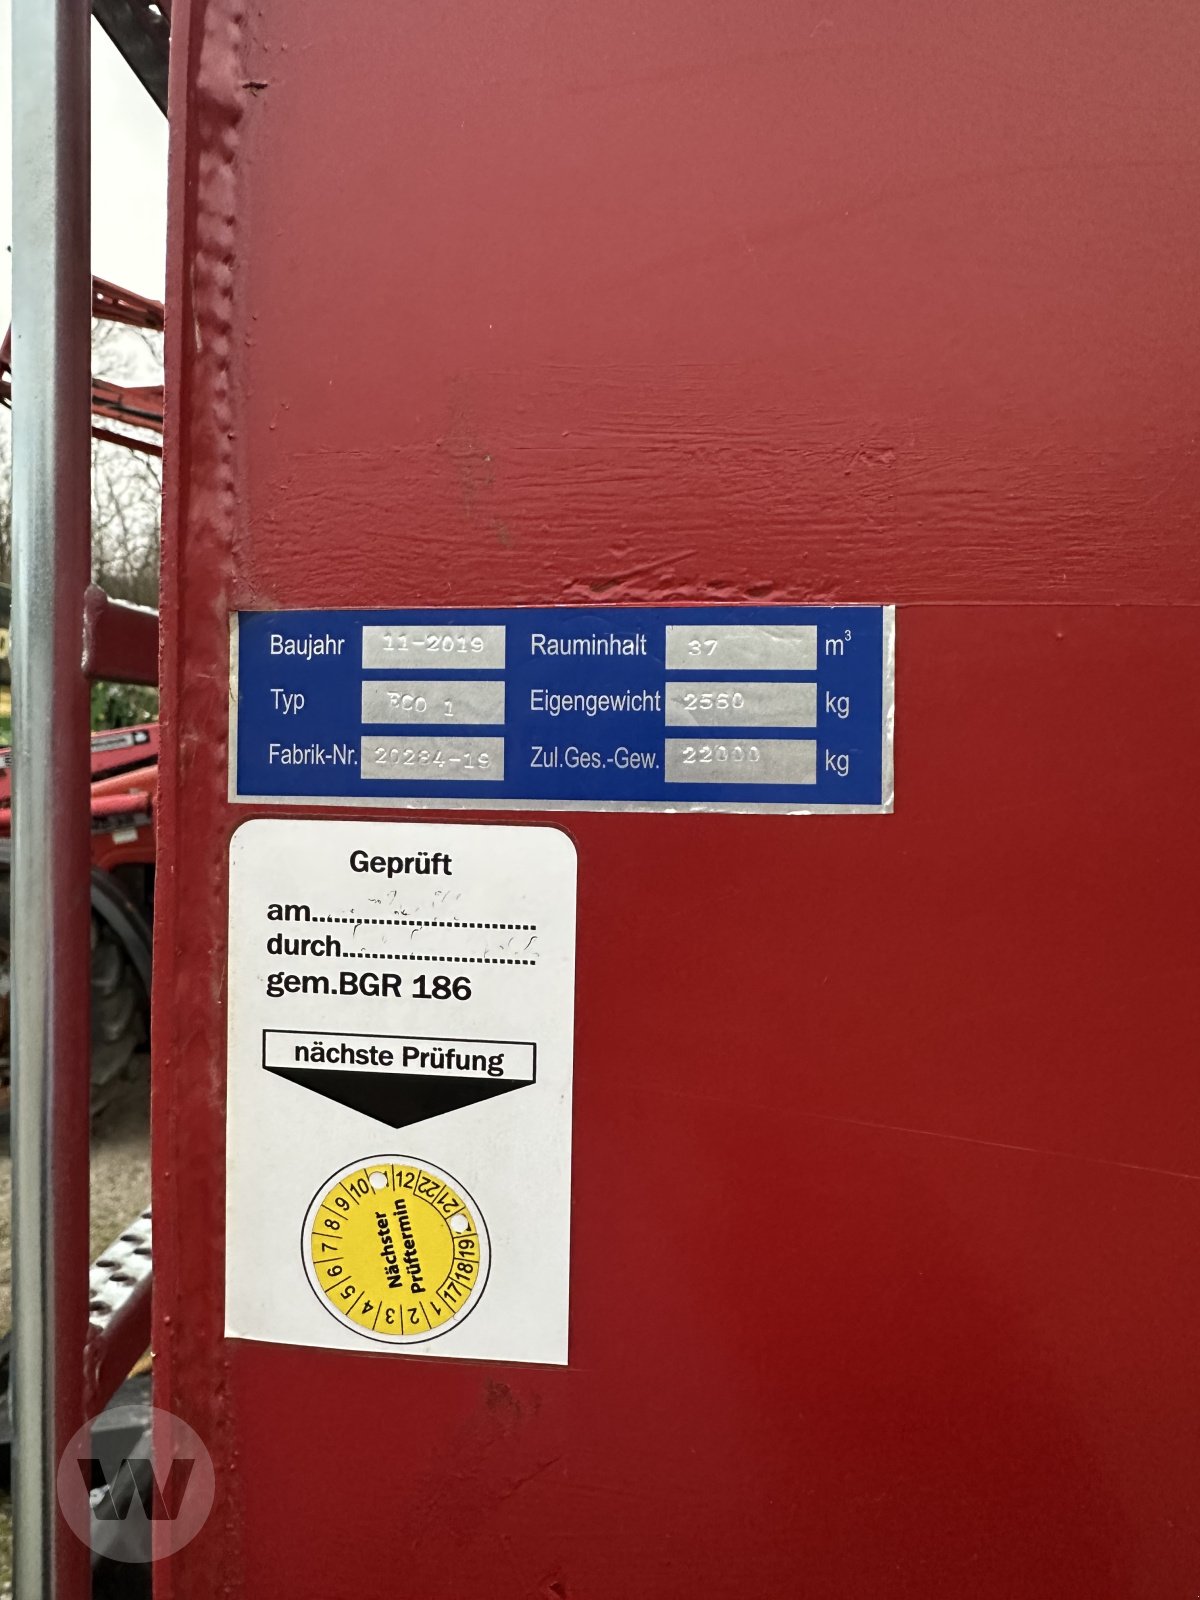 Baujahr 11-2019 Rauminhalt 37 m³
Typ ECO 1 Eigengewicht 2560 kg
Fabrik-Nr. 20284-19 Zul.Ges.-Gew. 22000 kg
Geprüft
am..............................
durch..........................
gem.BGR 186
nächste Prüfung
Nächster
Prüftermin
1 2 3 4 5 6 7 8 9 10 12
22 21 19 18 17
W